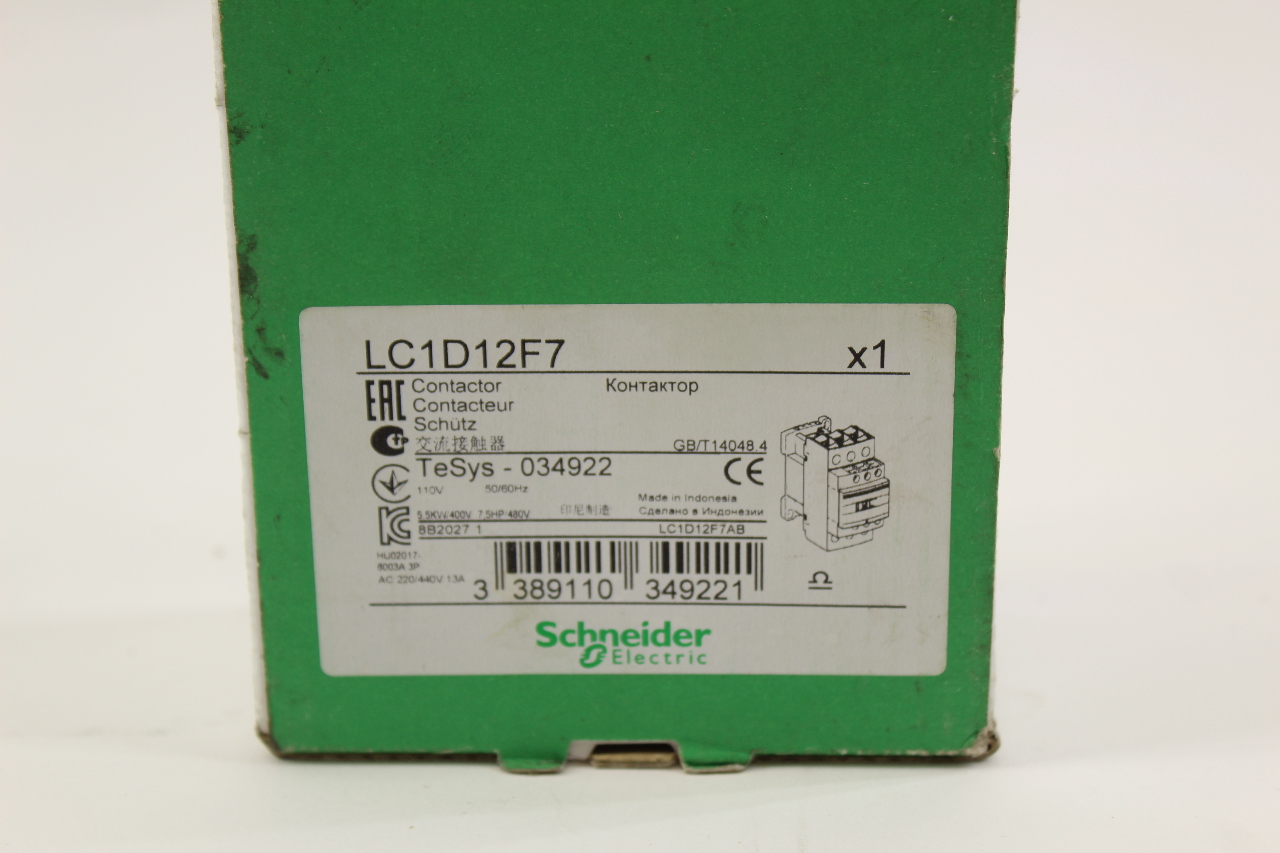 LC1D12F7 x1
EAC Contactor Контактор
Contacteur
Schütz
交流接触器 GB/T14048.4
TeSys - 034922 CE
110V 50/60Hz
Made in Indonesia
5.5KW/400V 7,5HP/480V 印尼制造 Сделано в Индонезии
8B2027 1 LC1D12F7AB
HU02017-
8003A 3P
AC 220/440V 13A
3 389110 349221
Schneider
Electric